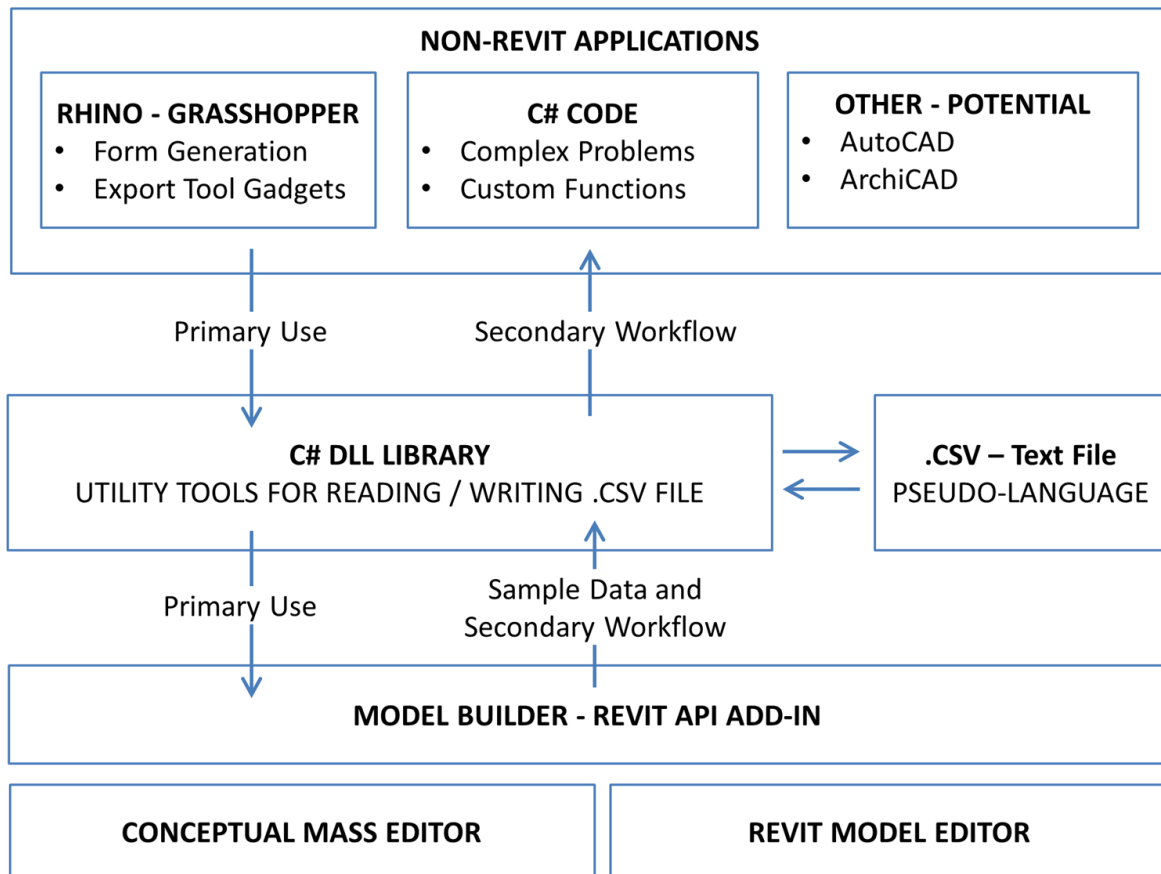 NON-REVIT APPLICATIONS
RHINO - GRASSHOPPER
• Form Generation
• Export Tool Gadgets
C# CODE
• Complex Problems
• Custom Functions
OTHER - POTENTIAL
• AutoCAD
• ArchiCAD
Primary Use
Secondary Workflow
C# DLL LIBRARY
UTILITY TOOLS FOR READING / WRITING .CSV FILE
.CSV – Text File
PSEUDO-LANGUAGE
Primary Use
Sample Data and
Secondary Workflow
MODEL BUILDER - REVIT API ADD-IN
CONCEPTUAL MASS EDITOR
REVIT MODEL EDITOR